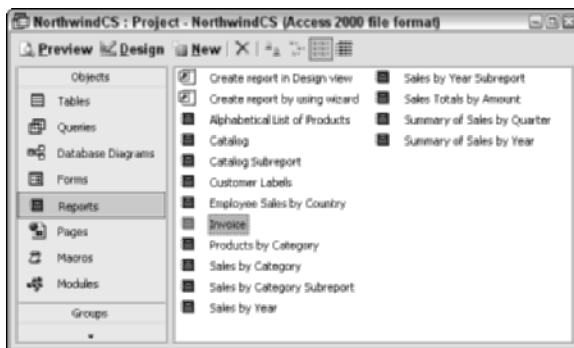 NorthwindCS : Project - NorthwindCS (Access 2000 file format)
Preview Design New
Objects
Tables
Queries
Database Diagrams
Forms
Reports
Pages
Macros
Modules
Groups
Create report in Design view
Create report by using wizard
Alphabetical List of Products
Catalog
Catalog Subreport
Customer Labels
Employee Sales by Country
Invoice
Products by Category
Sales by Category
Sales by Category Subreport
Sales by Year
Sales by Year Subreport
Sales Totals by Amount
Summary of Sales by Quarter
Summary of Sales by Year